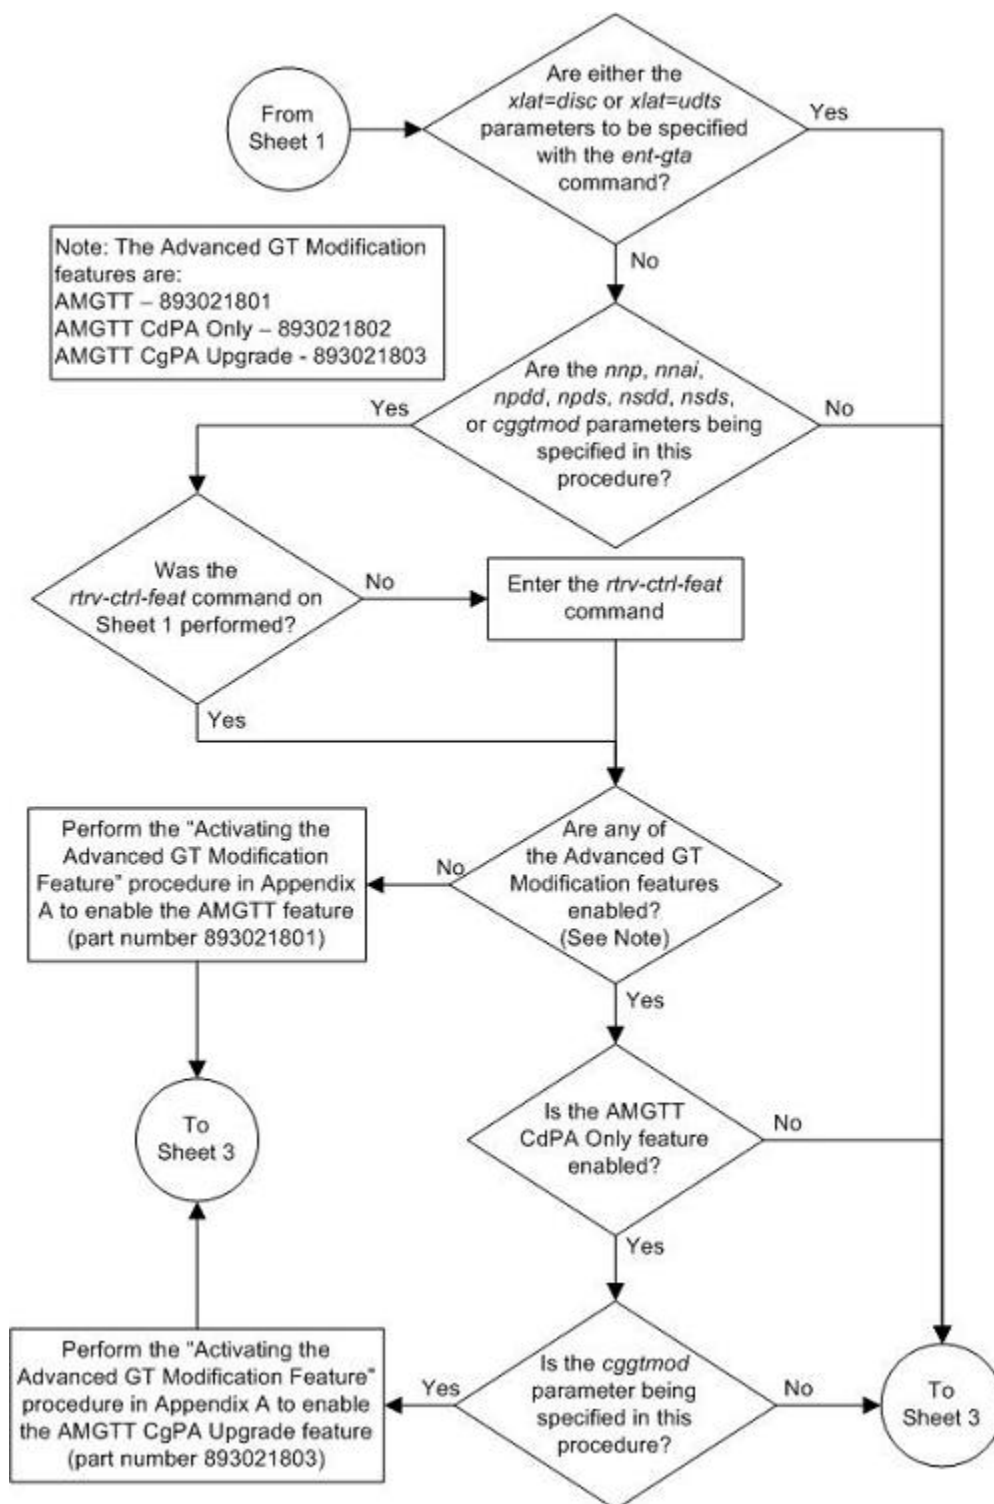 From
Sheet 1
Are either the
xlat=disc or xlat=udts
parameters to be specified
with the ent-gta
command?
Yes
No
Note: The Advanced GT Modification
features are:
AMGTT – 893021801
AMGTT CdPA Only – 893021802
AMGTT CgPA Upgrade - 893021803
Are the nnp, nnai,
npdd, npds, nsdd, nsds,
or cggtmod parameters being
specified in this
procedure?
Yes
No
Was the
rtrv-ctrl-feat command on
Sheet 1 performed?
No
Yes
Enter the rtrv-ctrl-feat
command
Are any of
the Advanced GT
Modification features
enabled?
(See Note)
No
Yes
Perform the "Activating the
Advanced GT Modification
Feature" procedure in Appendix
A to enable the AMGTT feature
(part number 893021801)
To
Sheet 3
Is the AMGTT
CdPA Only feature
enabled?
No
Yes
Is the cggtmod
parameter being
specified in this
procedure?
Yes
No
Perform the "Activating the
Advanced GT Modification Feature"
procedure in Appendix A to enable
the AMGTT CgPA Upgrade feature
(part number 893021803)
To
Sheet 3